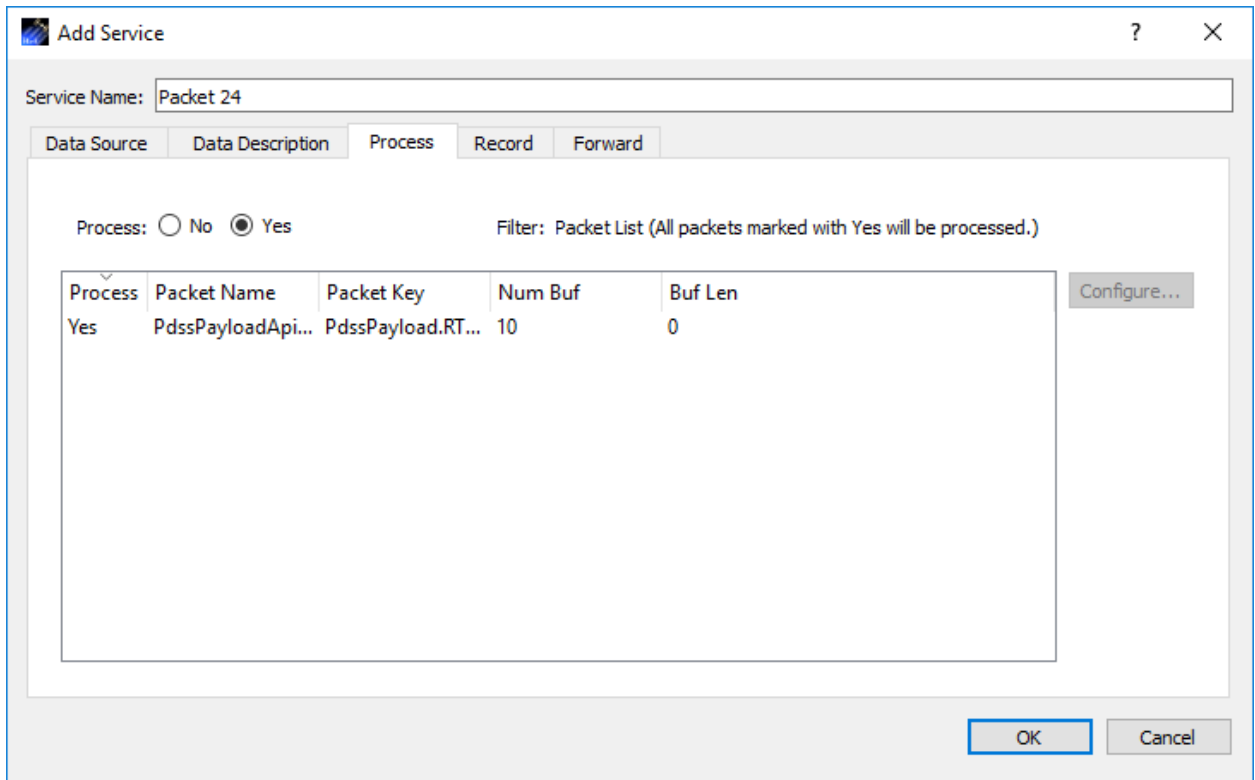 Add Service
?
Service Name: Packet 24
Data Source Data Description Process Record Forward
Process: No Yes Filter: Packet List (All packets marked with Yes will be processed.)
Process Packet Name Packet Key Num Buf Buf Len
Configure...
Yes PdssPayloadApi... PdssPayload.RT... 10 0
OK Cancel